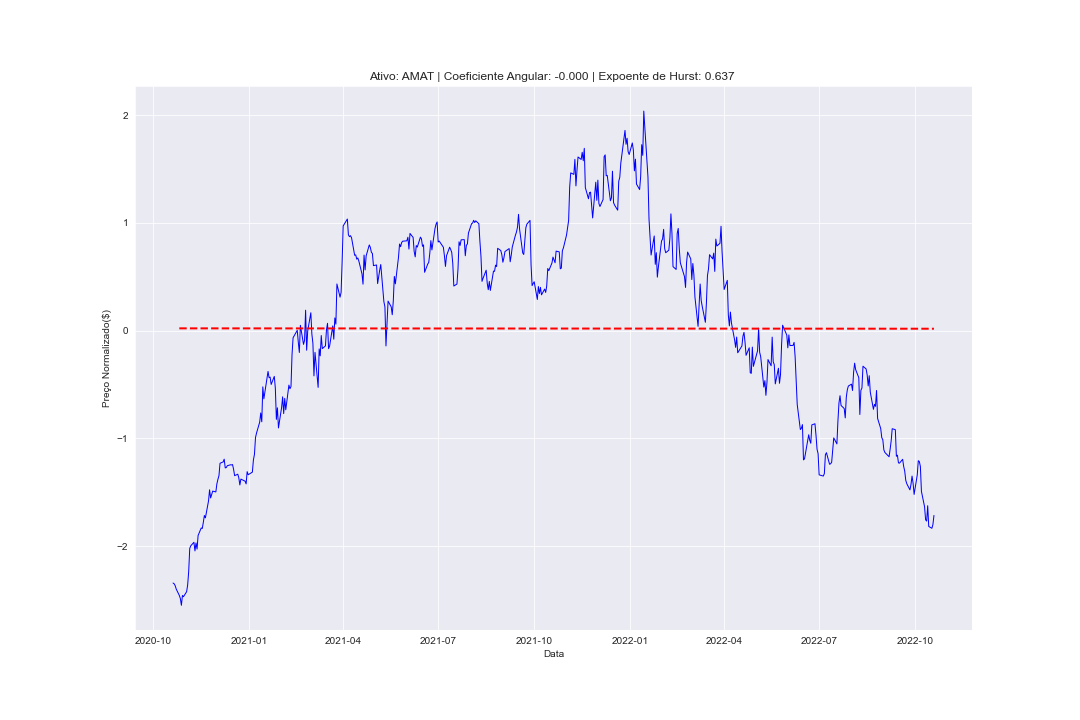 Ativo: AMAT | Coeficiente Angular: -0.000 | Expoente de Hurst: 0.637
2
1
0
−1
−2
Preço Normalizado($)
2020-10 2021-01 2021-04 2021-07 2021-10 2022-01 2022-04 2022-07 2022-10
Data